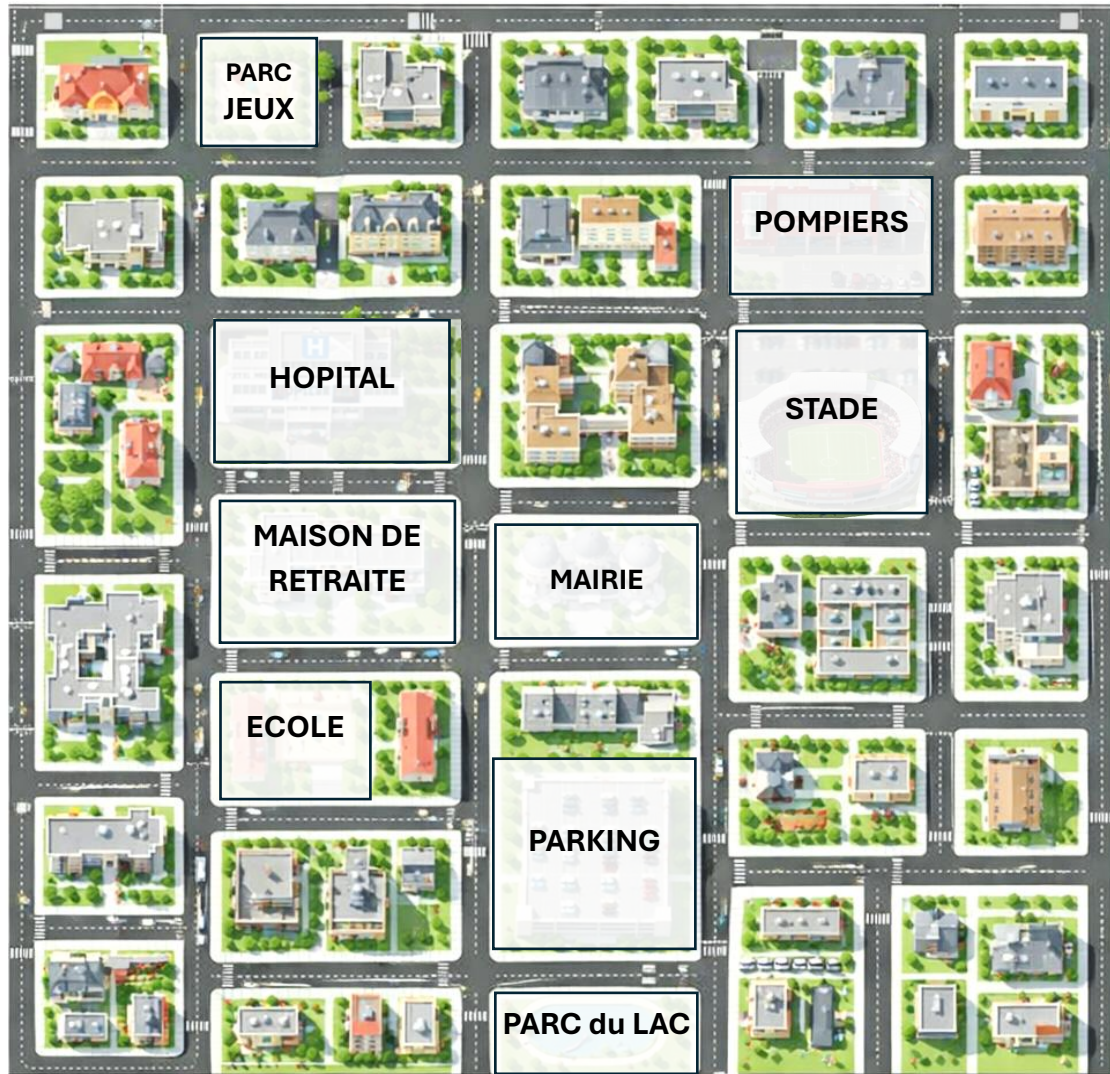 PARC
JEUX
POMPIERS
HOPITAL
STADE
MAISON DE
RETRAITE
MAIRIE
ECOLE
PARKING
PARC du LAC
H